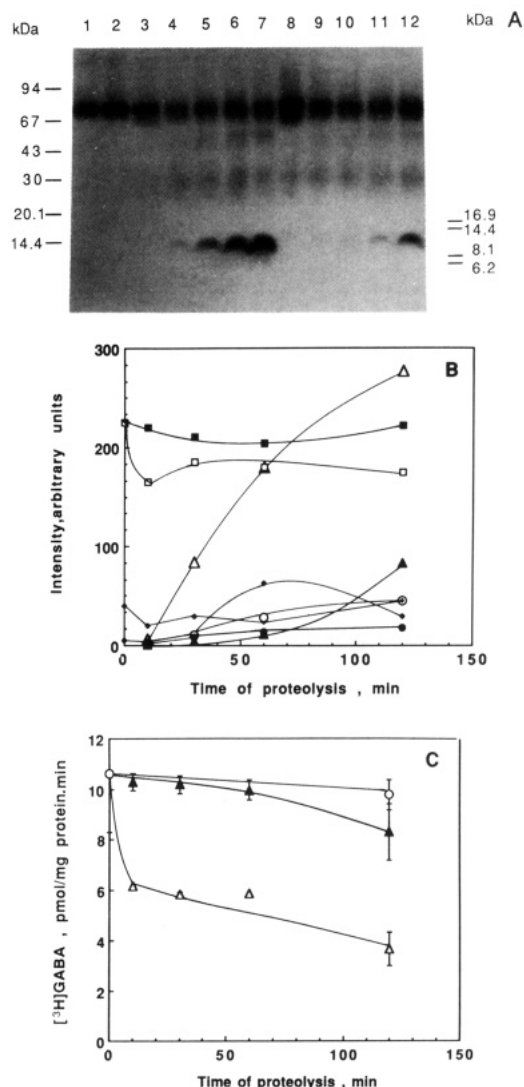 kDa 1 2 3 4 5 6 7 8 9 10 11 12 kDa A
94
67
43
30
20.1
14.4
16.9
14.4
8.1
6.2
B
300
200
100
0
Intensity,arbitrary units
0 50 100 150
Time of proteolysis , min
C
12
10
8
6
4
2
0
[³H]GABA , pmol/mg protein.min
0 50 100 150
Time of proteolysis , min